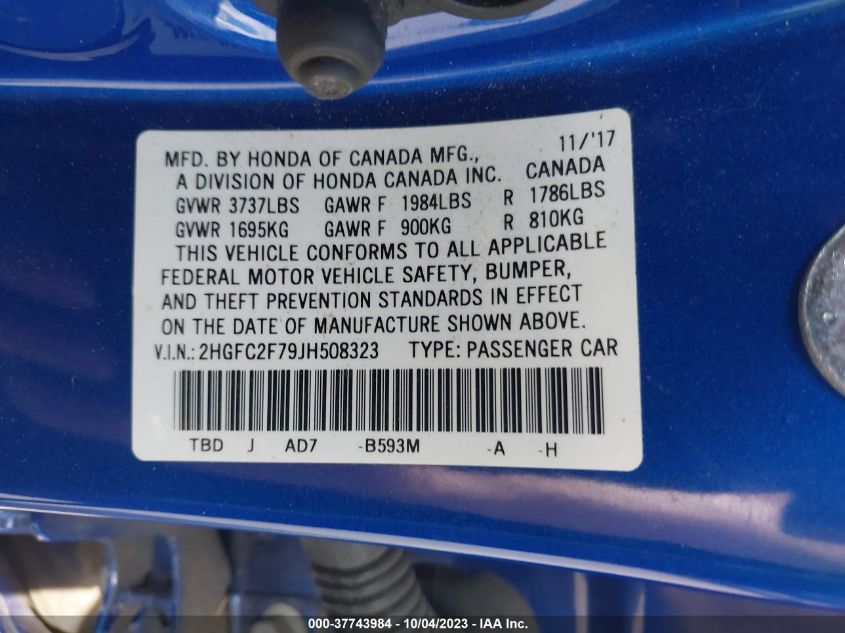 11/'17
MFD. BY HONDA OF CANADA MFG.,
A DIVISION OF HONDA CANADA INC. CANADA
GVWR 3737LBS GAWR F 1984LBS R 1786LBS
GVWR 1695KG GAWR F 900KG R 810KG
THIS VEHICLE CONFORMS TO ALL APPLICABLE
FEDERAL MOTOR VEHICLE SAFETY, BUMPER,
AND THEFT PREVENTION STANDARDS IN EFFECT
ON THE DATE OF MANUFACTURE SHOWN ABOVE.
V.I.N.: 2HGFC2F79JH508323 TYPE: PASSENGER CAR
TBD J AD7 -B593M -A -H
000-37743984 - 10/04/2023 - IAA Inc.